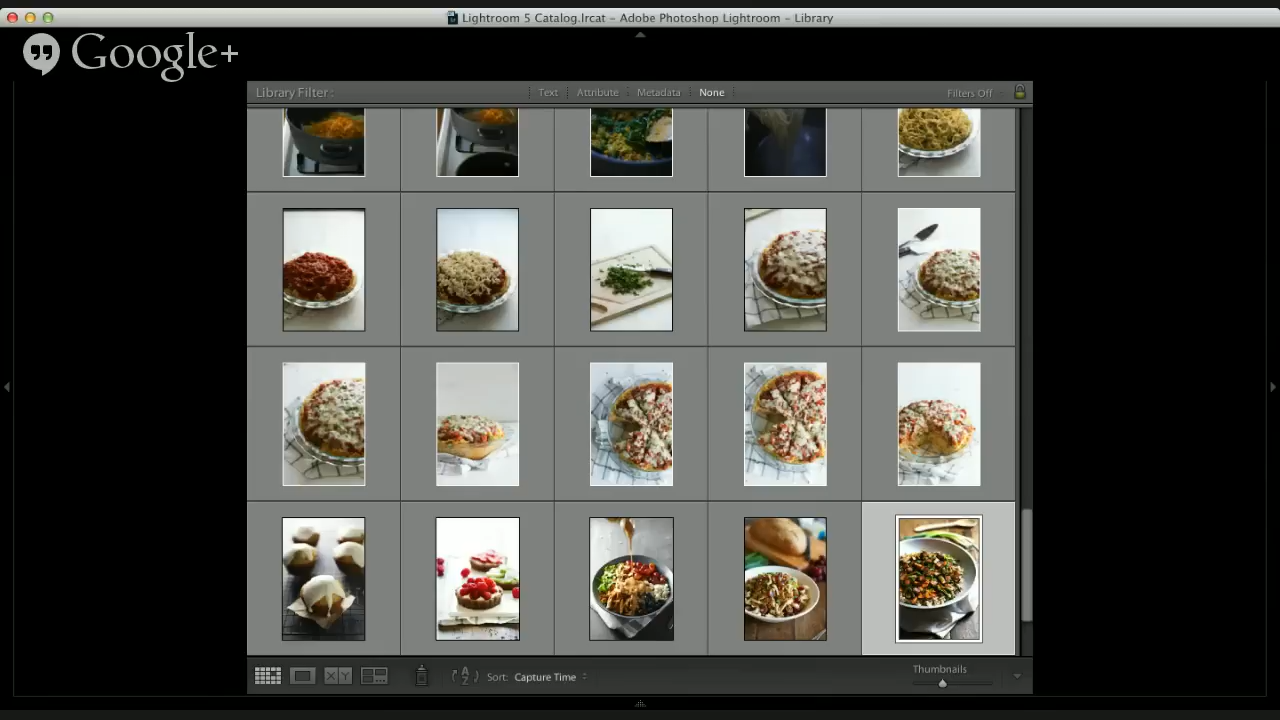 Lightroom 5 Catalog.lrcat – Adobe Photoshop Lightroom – Library
Google+
Library Filter :
Text Attribute Metadata None
Filters Off
Sort: Capture Time
Thumbnails